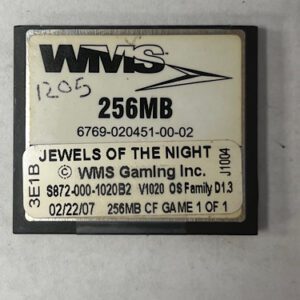 WMS
1205
256MB
6769-020451-00-02
JEWELS OF THE NIGHT
© WMS Gaming Inc.
S872-000-1020B2 V1020 OS Family D1.3
02/22/07 256MB CF GAME 1 OF 1
3E1B
J1004